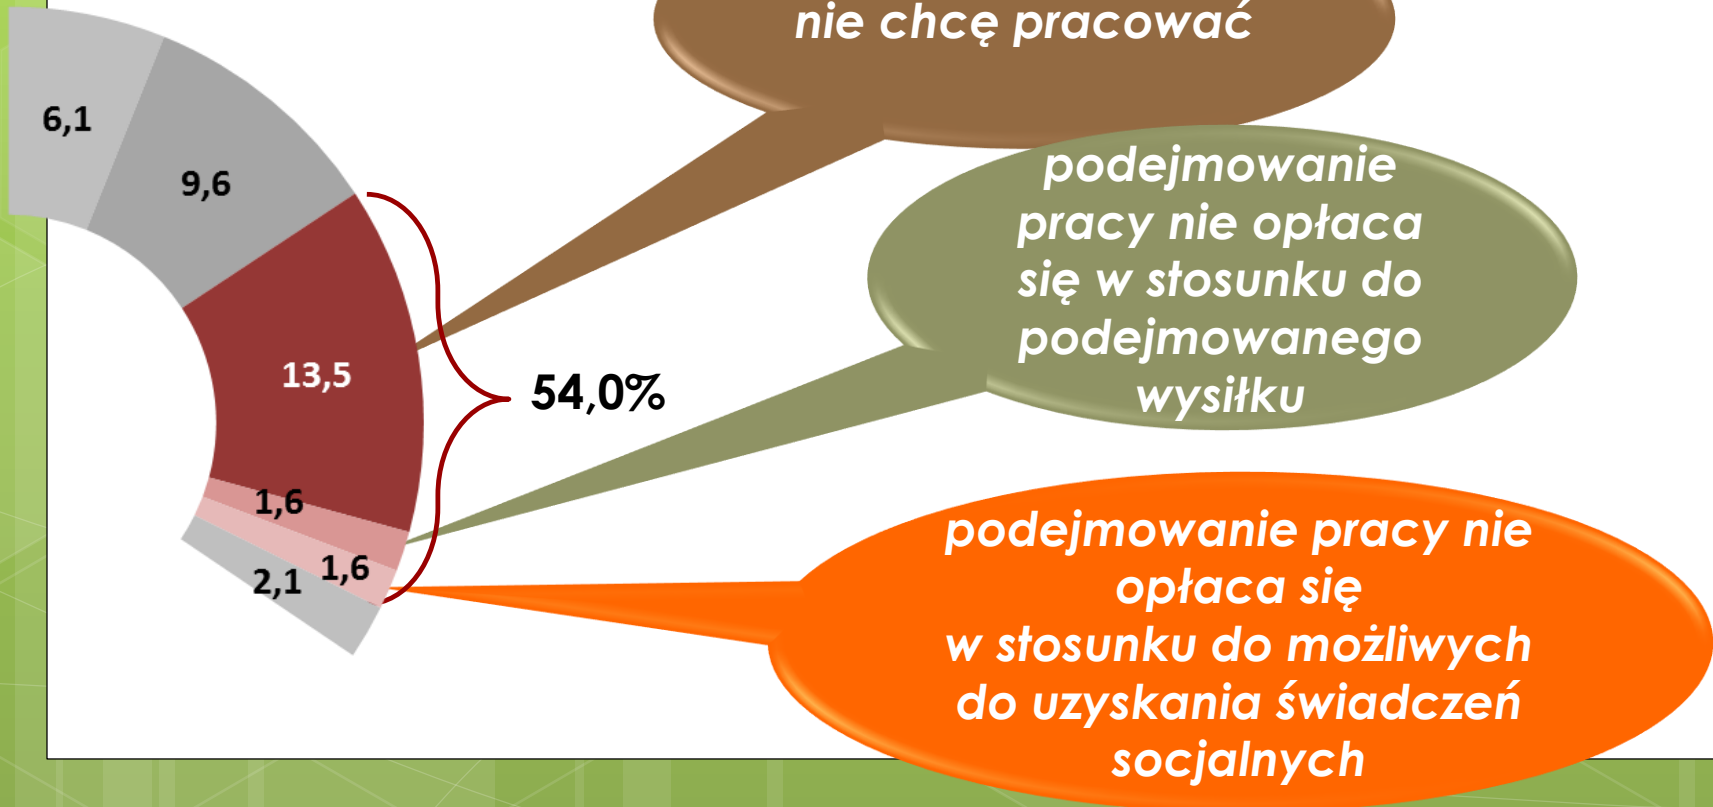 nie chcę pracować
6,1
9,6
podejmowanie
pracy nie opłaca
się w stosunku do
podejmowanego
wysiłku
13,5
54,0%
1,6
1,6
2,1
podejmowanie pracy nie
opłaca się
w stosunku do możliwych
do uzyskania świadczeń
socjalnych